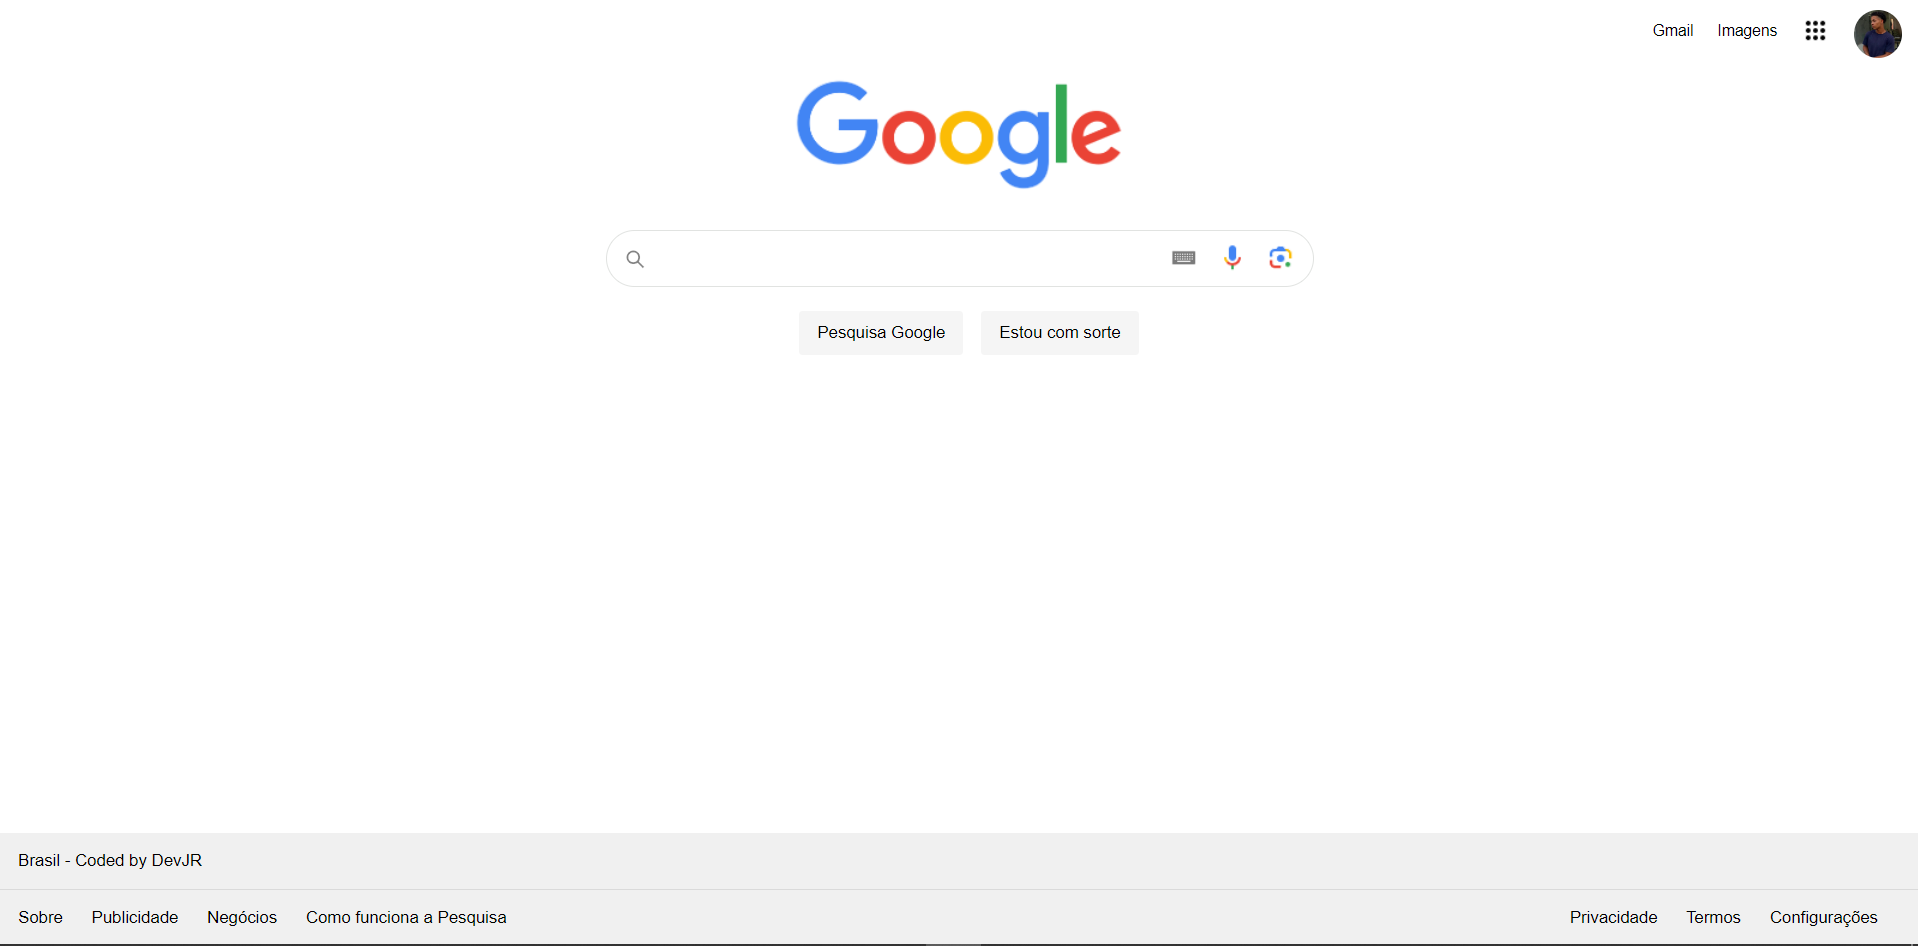 Gmail Imagens
Google
Pesquisa Google Estou com sorte
Brasil - Coded by DevJR
Sobre Publicidade Negócios Como funciona a Pesquisa Privacidade Termos Configurações